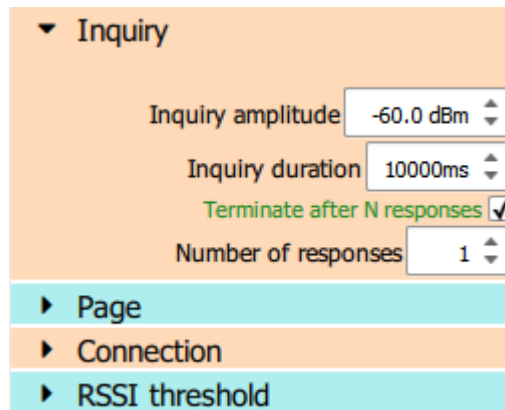 Inquiry
Inquiry amplitude -60.0 dBm
Inquiry duration 10000ms
Terminate after N responses
Number of responses 1
Page
Connection
RSSI threshold